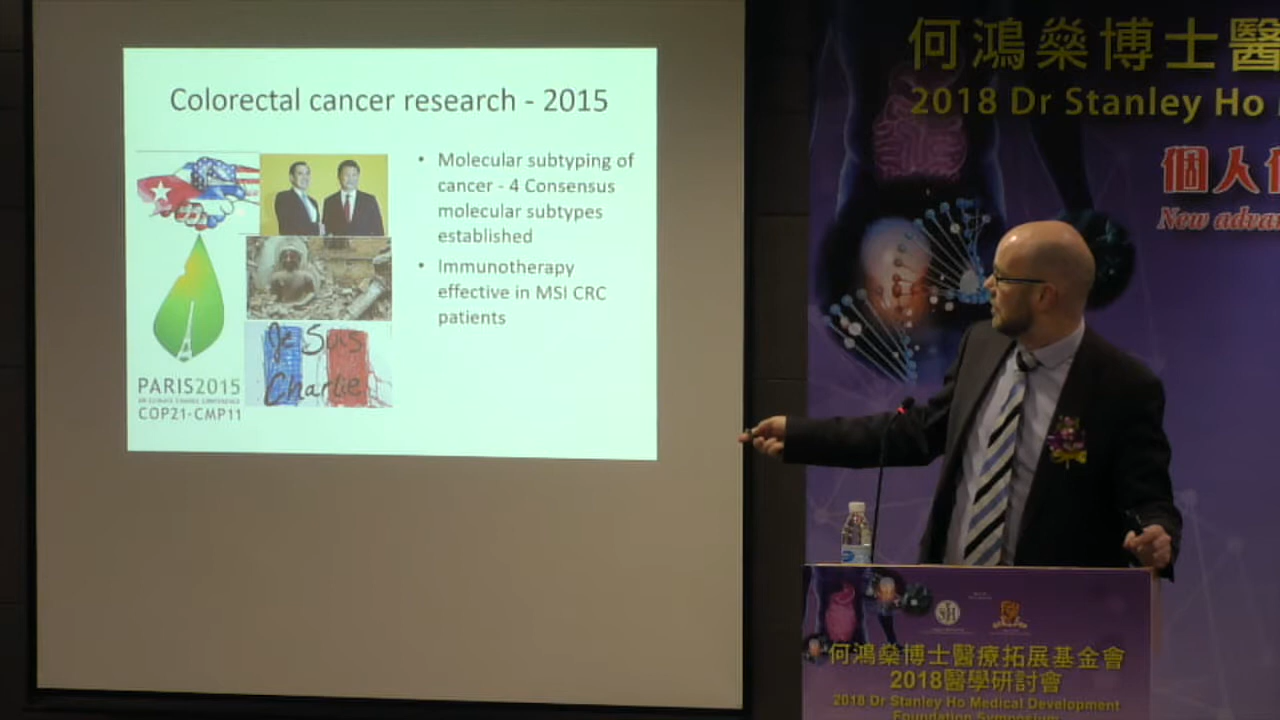 Colorectal cancer research - 2015
• Molecular subtyping of
cancer - 4 Consensus
molecular subtypes
established
• Immunotherapy
effective in MSI CRC
patients
Je Suis
Charlie
PARIS2015
COP21-CMP11
何鴻燊博士醫
2018 Dr Stanley Ho
個人
New advan
何鴻燊博士醫療拓展基金會
2018醫學研討會
2018 Dr Stanley Ho Medical Development
Foundation Symposium